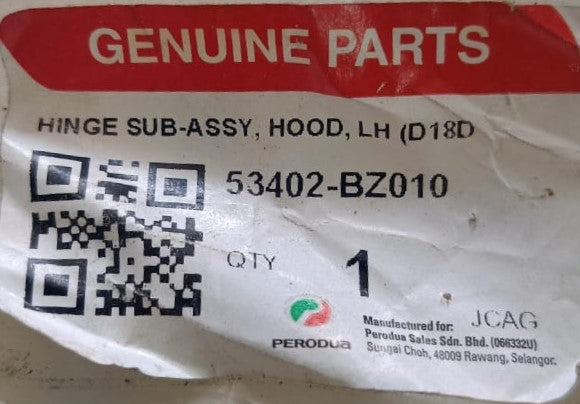 GENUINE PARTS
HINGE SUB-ASSY, HOOD, LH (D18D
53402-BZ010
QTY 1
PERODUA
Manufactured for: JCAG
Perodua Sales Sdn. Bhd. (066332U)
Sungai Choh, 48009 Rawang, Selangor.